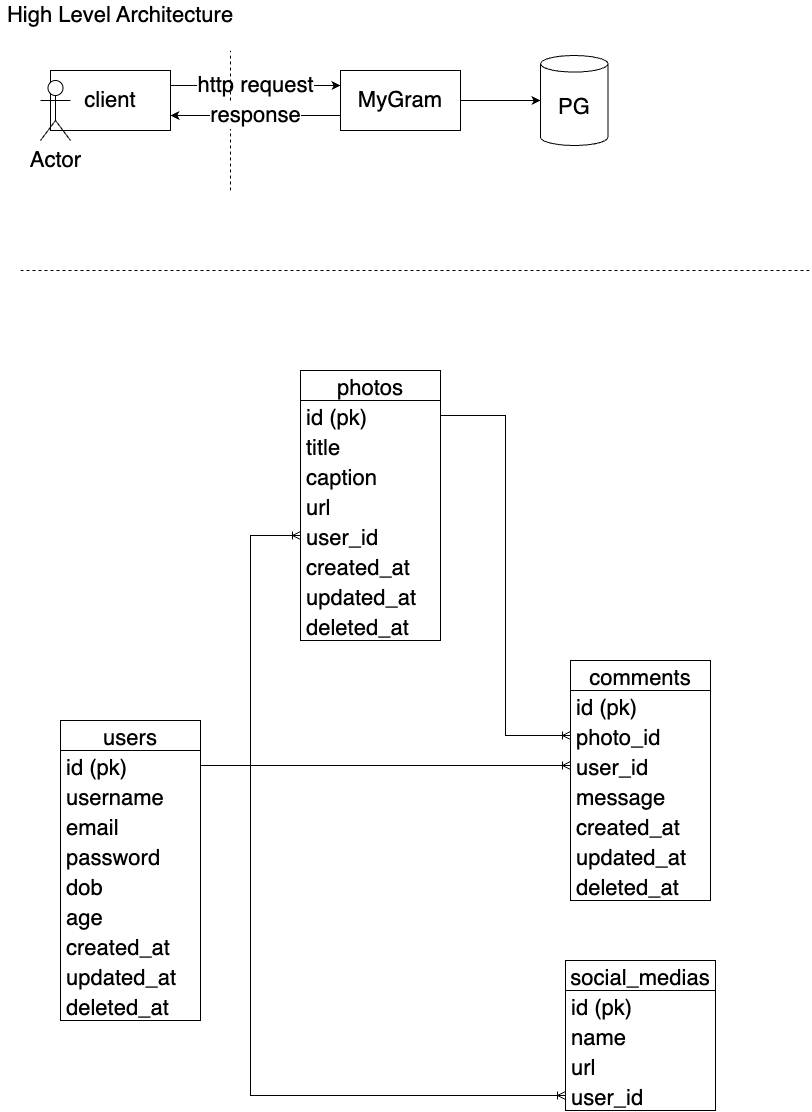 High Level Architecture
client
http request
response
MyGram
PG
Actor
photos
id (pk)
title
caption
url
user_id
created_at
updated_at
deleted_at
comments
id (pk)
photo_id
user_id
message
created_at
updated_at
deleted_at
users
id (pk)
username
email
password
dob
age
created_at
updated_at
deleted_at
social_medias
id (pk)
name
url
user_id